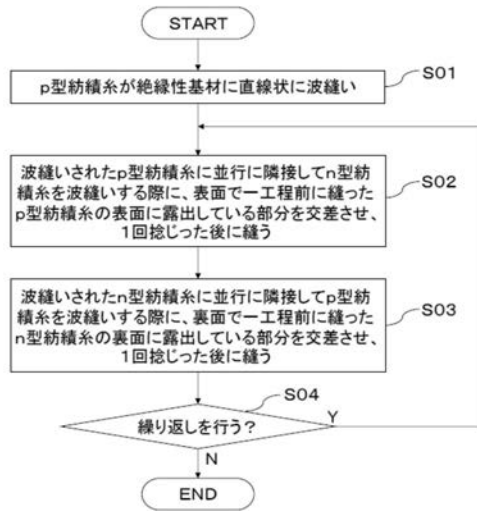 START
p型紡績糸が絶縁性基材に直線状に波縫い
S01
波縫いされたp型紡績糸に並行に隣接してn型紡
績糸を波縫いする際に、表面で一工程前に縫った
p型紡績糸の表面に露出している部分を交差させ、
1回捻じった後に縫う
S02
波縫いされたn型紡績糸に並行に隣接してp型紡
績糸を波縫いする際に、裏面で一工程前に縫った
n型紡績糸の裏面に露出している部分を交差させ、
1回捻じった後に縫う
S03
S04
繰り返しを行う?
Y
N
END